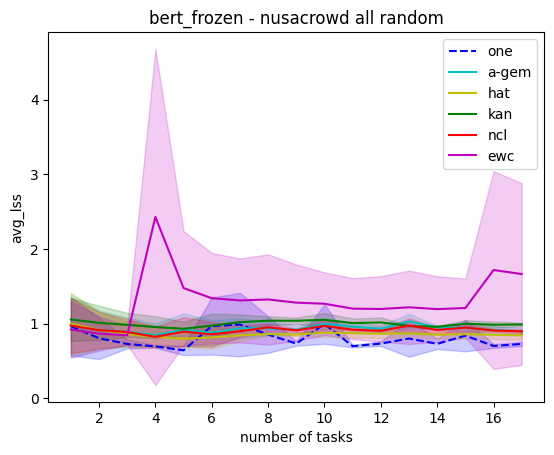 bert_frozen - nusacrowd all random
one
a-gem
hat
kan
ncl
ewc
avg_lss
4
3
2
1
0
2 4 6 8 10 12 14 16
number of tasks